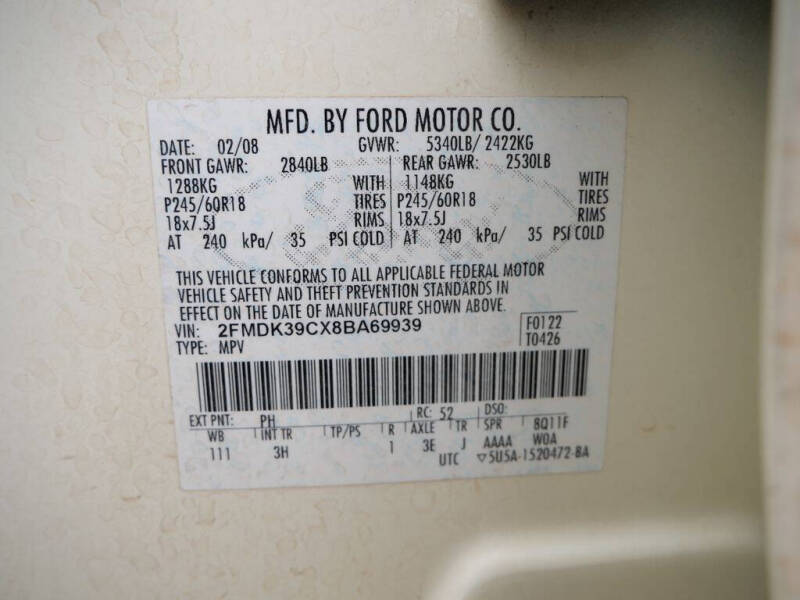 MFD. BY FORD MOTOR CO.
DATE: 02/08 GVWR: 5340LB/ 2422KG
FRONT GAWR: 2840LB REAR GAWR: 2530LB
1288KG WITH 1148KG WITH
P245/60R18 TIRES P245/60R18 TIRES
18x7.5J RIMS 18x7.5J RIMS
AT 240 kPa/ 35 PSI COLD AT 240 kPa/ 35 PSI COLD
THIS VEHICLE CONFORMS TO ALL APPLICABLE FEDERAL MOTOR
VEHICLE SAFETY AND THEFT PREVENTION STANDARDS IN
EFFECT ON THE DATE OF MANUFACTURE SHOWN ABOVE.
VIN: 2FMDK39CX8BA69939 F0122
TYPE: MPV T0426
EXT PNT: PH RC: 52 DSO:
WB INT TR TP/PS R AXLE TR SPR 8Q11F
111 3H 1 3E J AAAA W0A
UTC ▽5U5A-1520472-BA